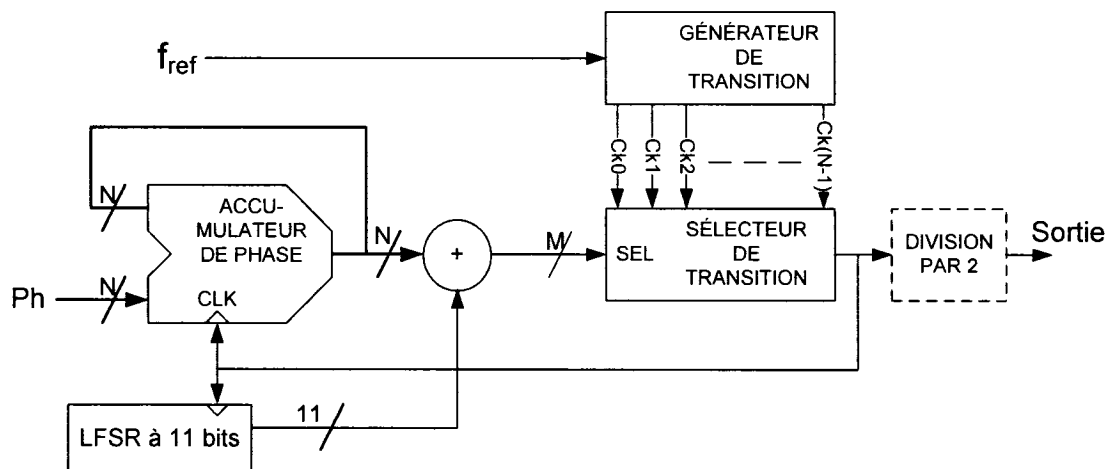 f_ref
GÉNÉRATEUR
DE
TRANSITION
Ck0
Ck1
Ck2
Ck(N-1)
N
ACCU-
MULATEUR
DE PHASE
N
+
M
SEL
SÉLECTEUR
DE
TRANSITION
DIVISION
PAR 2
Sortie
Ph
N
CLK
LFSR à 11 bits
11